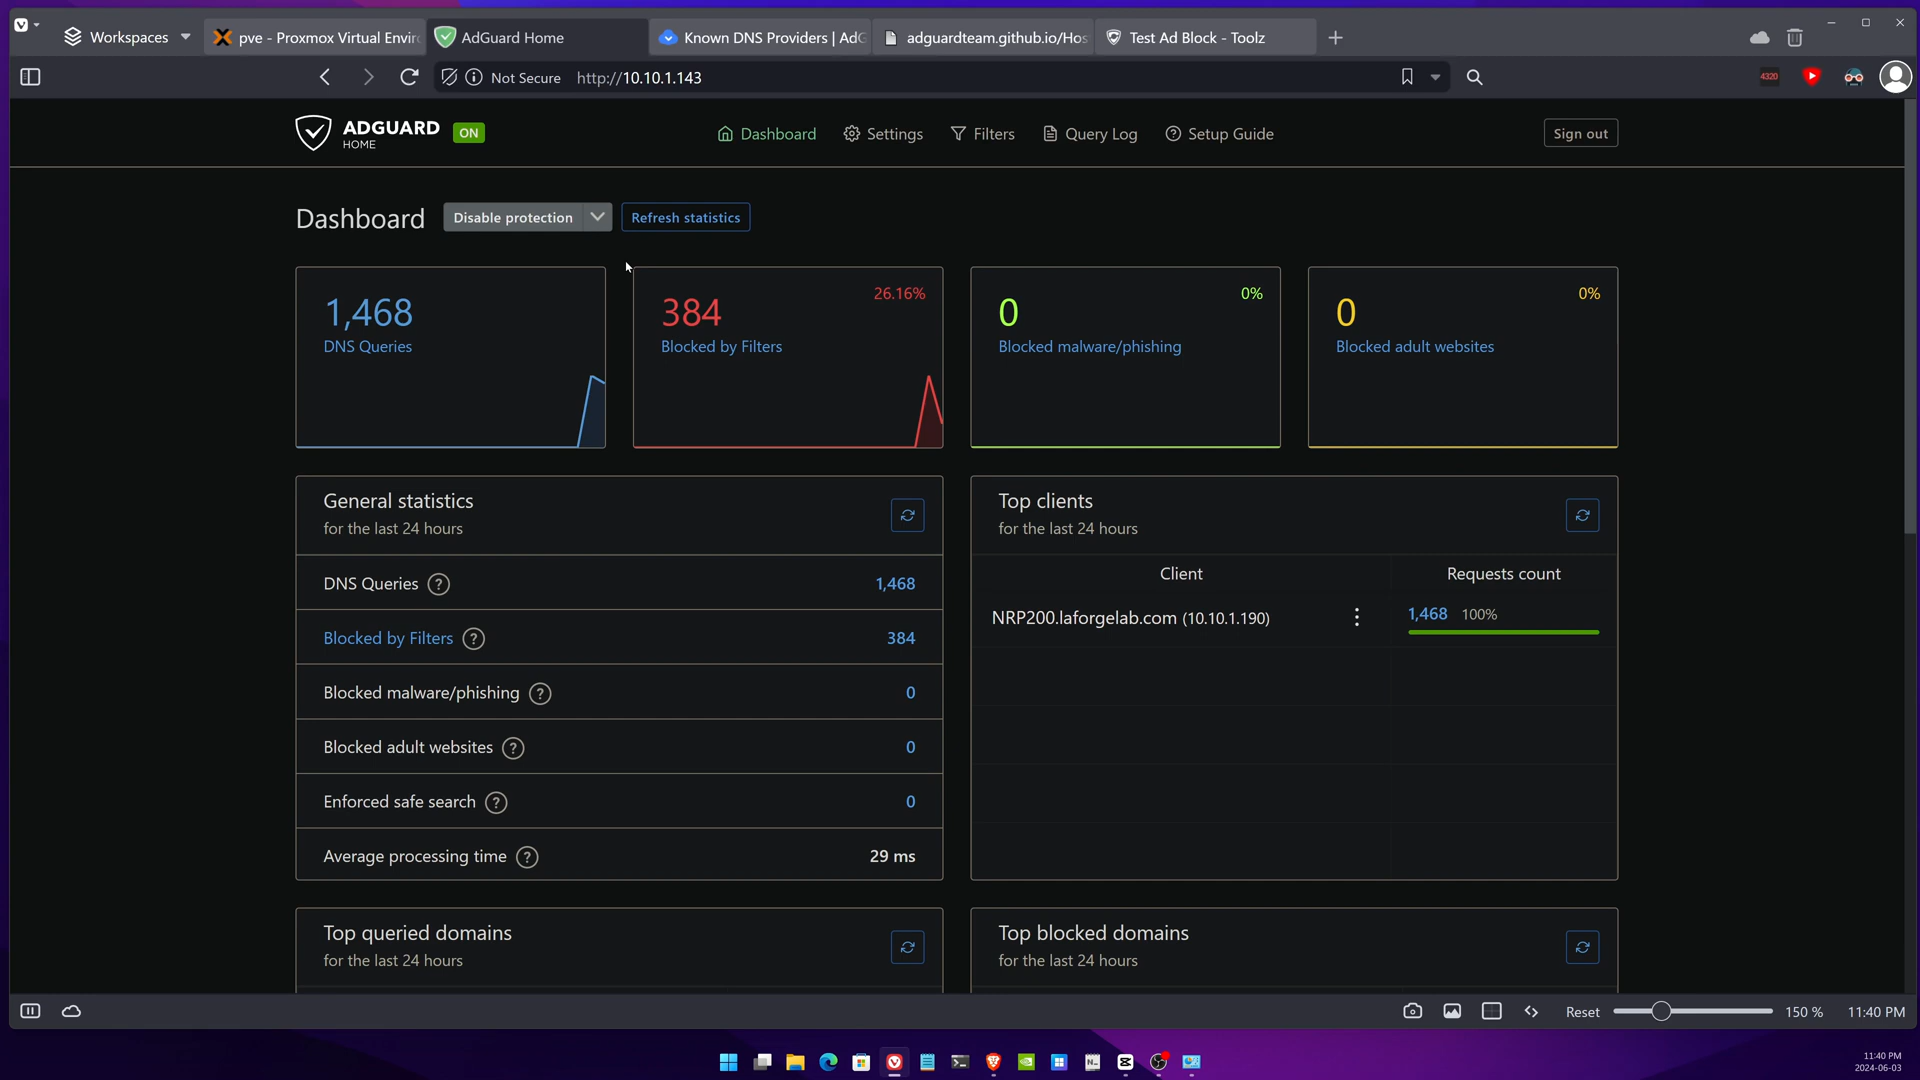 Workspaces
pve - Proxmox Virtual Envir
AdGuard Home
Known DNS Providers | AdG
adguardteam.github.io/Hos
Test Ad Block - Toolz
Not Secure
http://10.10.1.143
4320
ADGUARD
HOME
ON
Dashboard
Settings
Filters
Query Log
Setup Guide
Sign out
Dashboard
Disable protection
Refresh statistics
1,468
DNS Queries
26.16%
384
Blocked by Filters
0%
0
Blocked malware/phishing
0%
0
Blocked adult websites
General statistics
for the last 24 hours
DNS Queries ?
1,468
Blocked by Filters ?
384
Blocked malware/phishing ?
0
Blocked adult websites ?
0
Enforced safe search ?
0
Average processing time ?
29 ms
Top clients
for the last 24 hours
Client
Requests count
NRP200.laforgelab.com (10.10.1.190)
1,468 100%
Top queried domains
for the last 24 hours
Top blocked domains
for the last 24 hours
Reset
150 %
11:40 PM
11:40 PM
2024-06-03